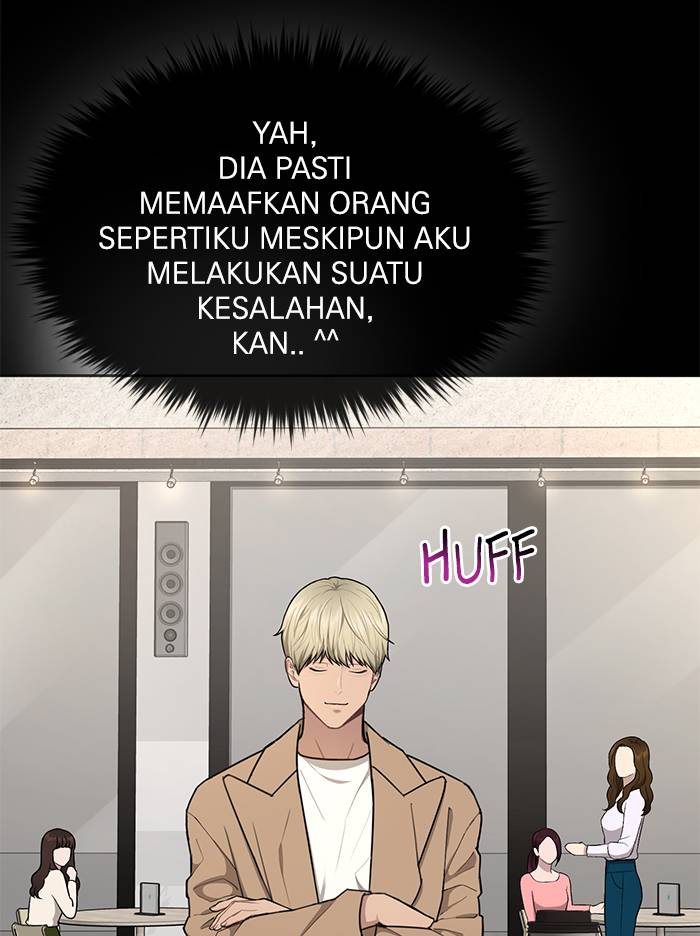 YAH,
DIA PASTI
MEMAAFKAN ORANG
SEPERTIKU MESKIPUN AKU
MELAKUKAN SUATU
KESALAHAN,
KAN.. ^^
HUFF